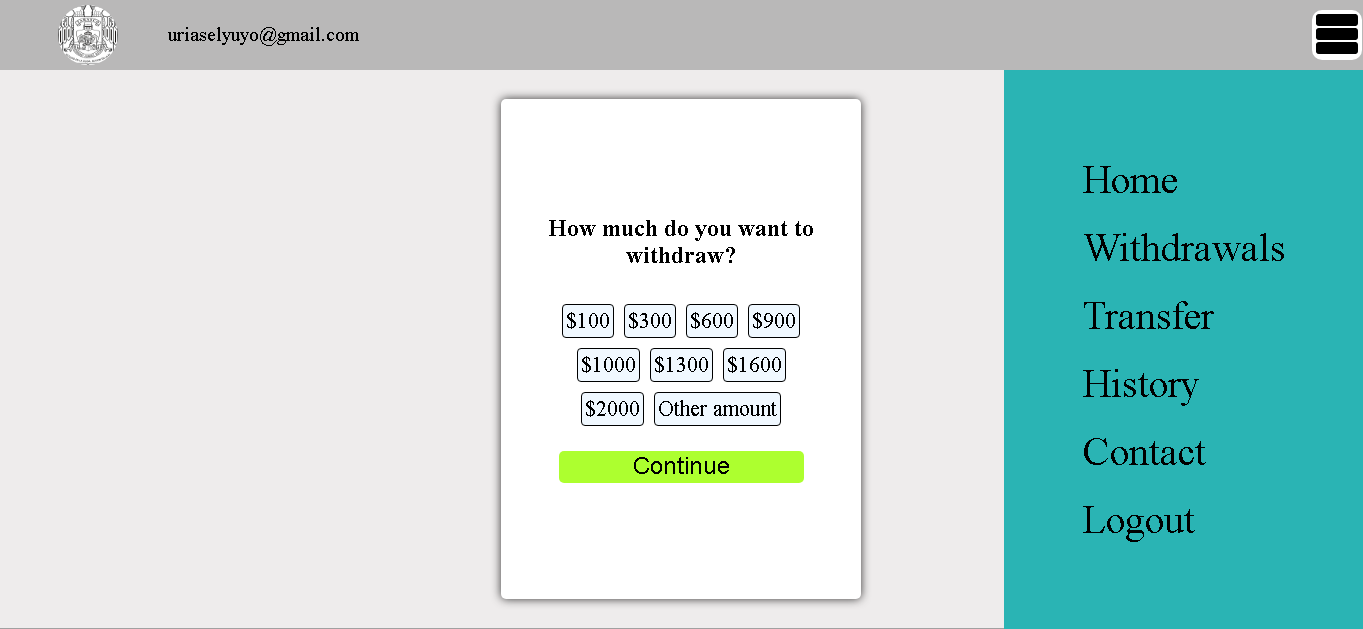 uriaselyuyo@gmail.com
How much do you want to
withdraw?
$100 $300 $600 $900
$1000 $1300 $1600
$2000 Other amount
Continue
Home
Withdrawals
Transfer
History
Contact
Logout